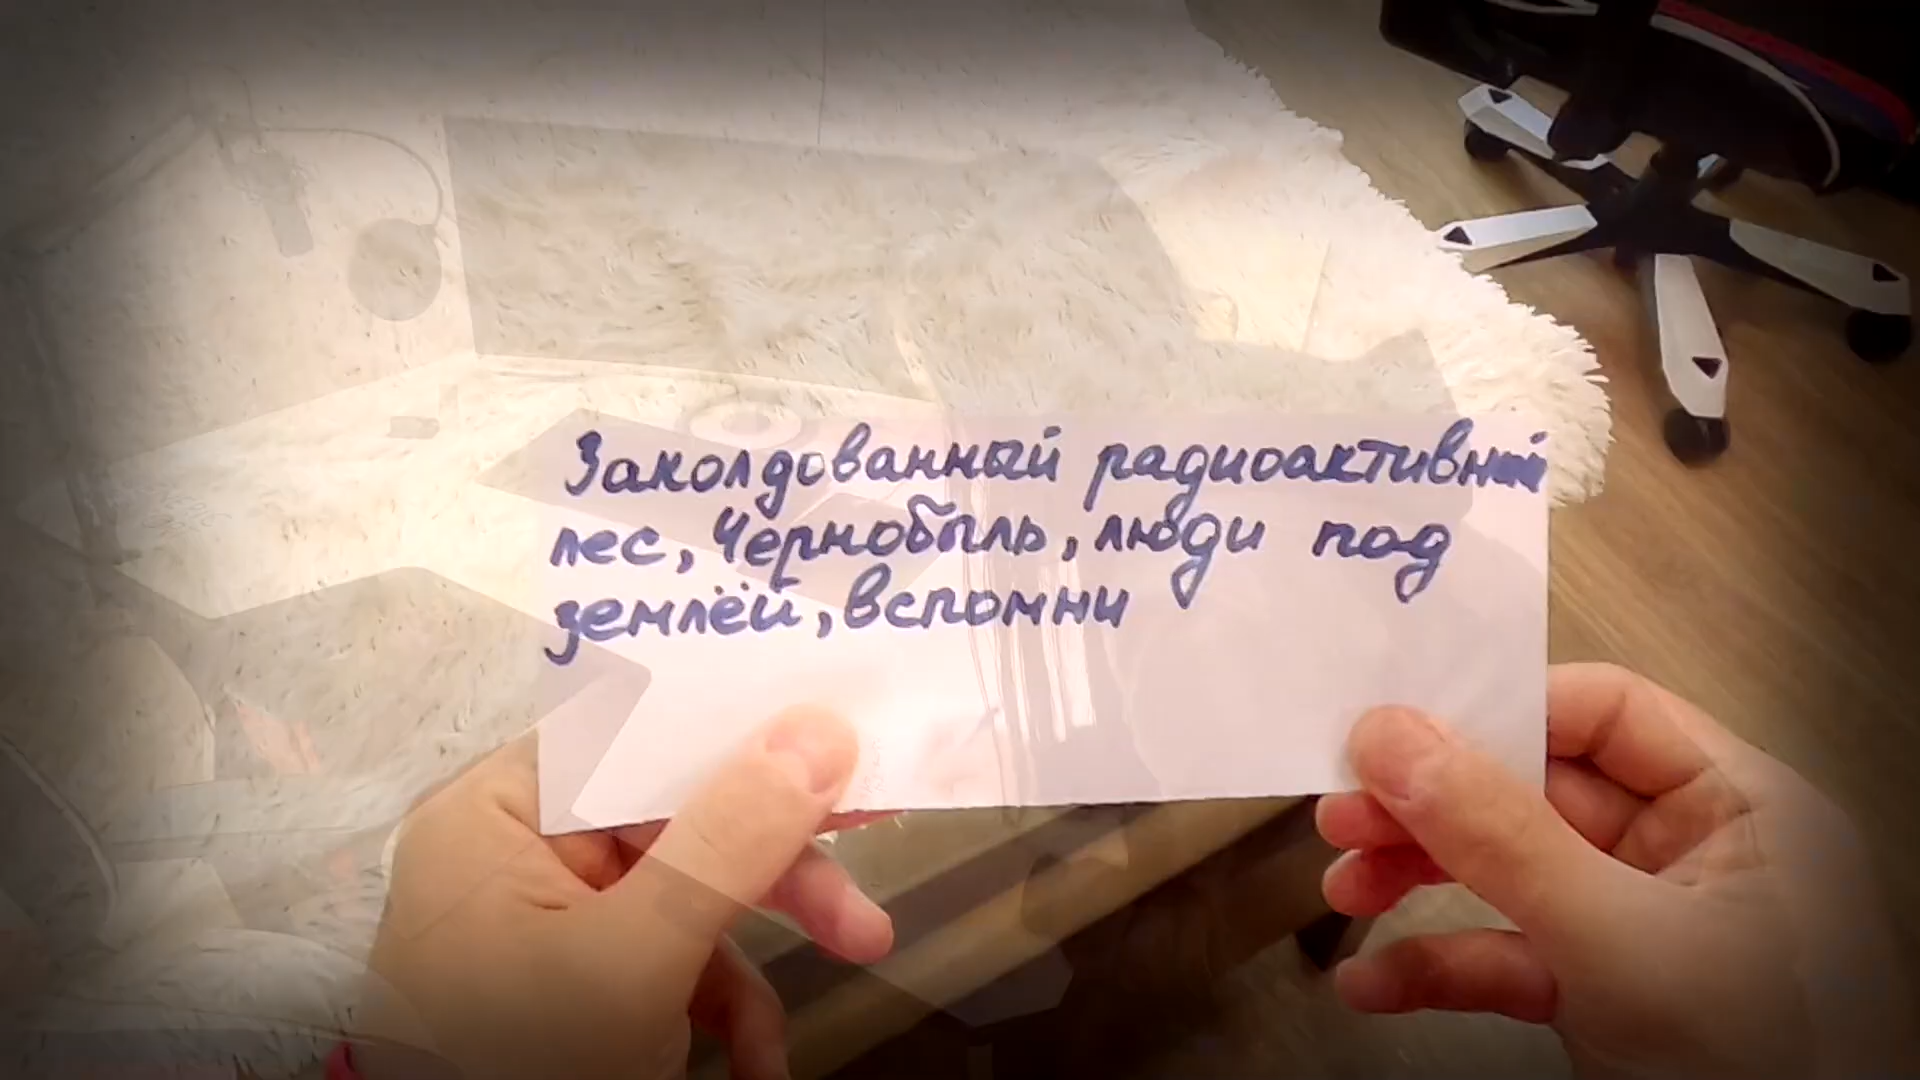 Заколдованный радиоактивный
лес, Чернобыль, люди под
землёй, вспомни